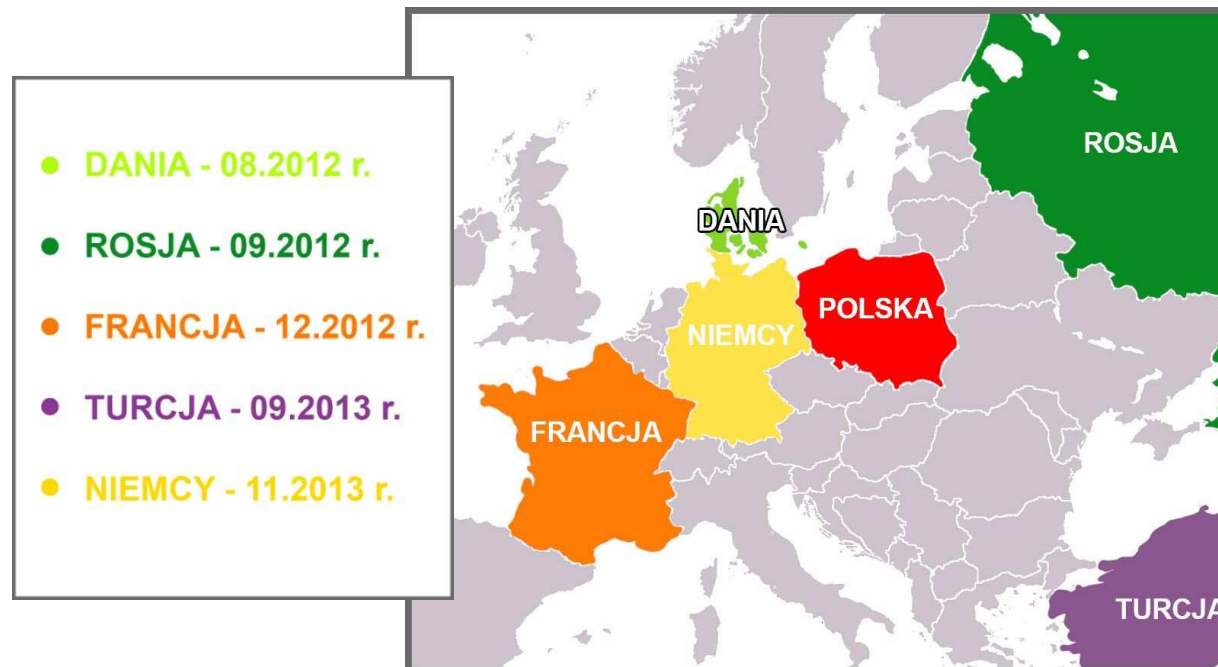 DANIA - 08.2012 r.
ROSJA - 09.2012 r.
FRANCJA - 12.2012 r.
TURCJA - 09.2013 r.
NIEMCY - 11.2013 r.
ROSJA
DANIA
POLSKA
NIEMCY
FRANCJA
TURCJA